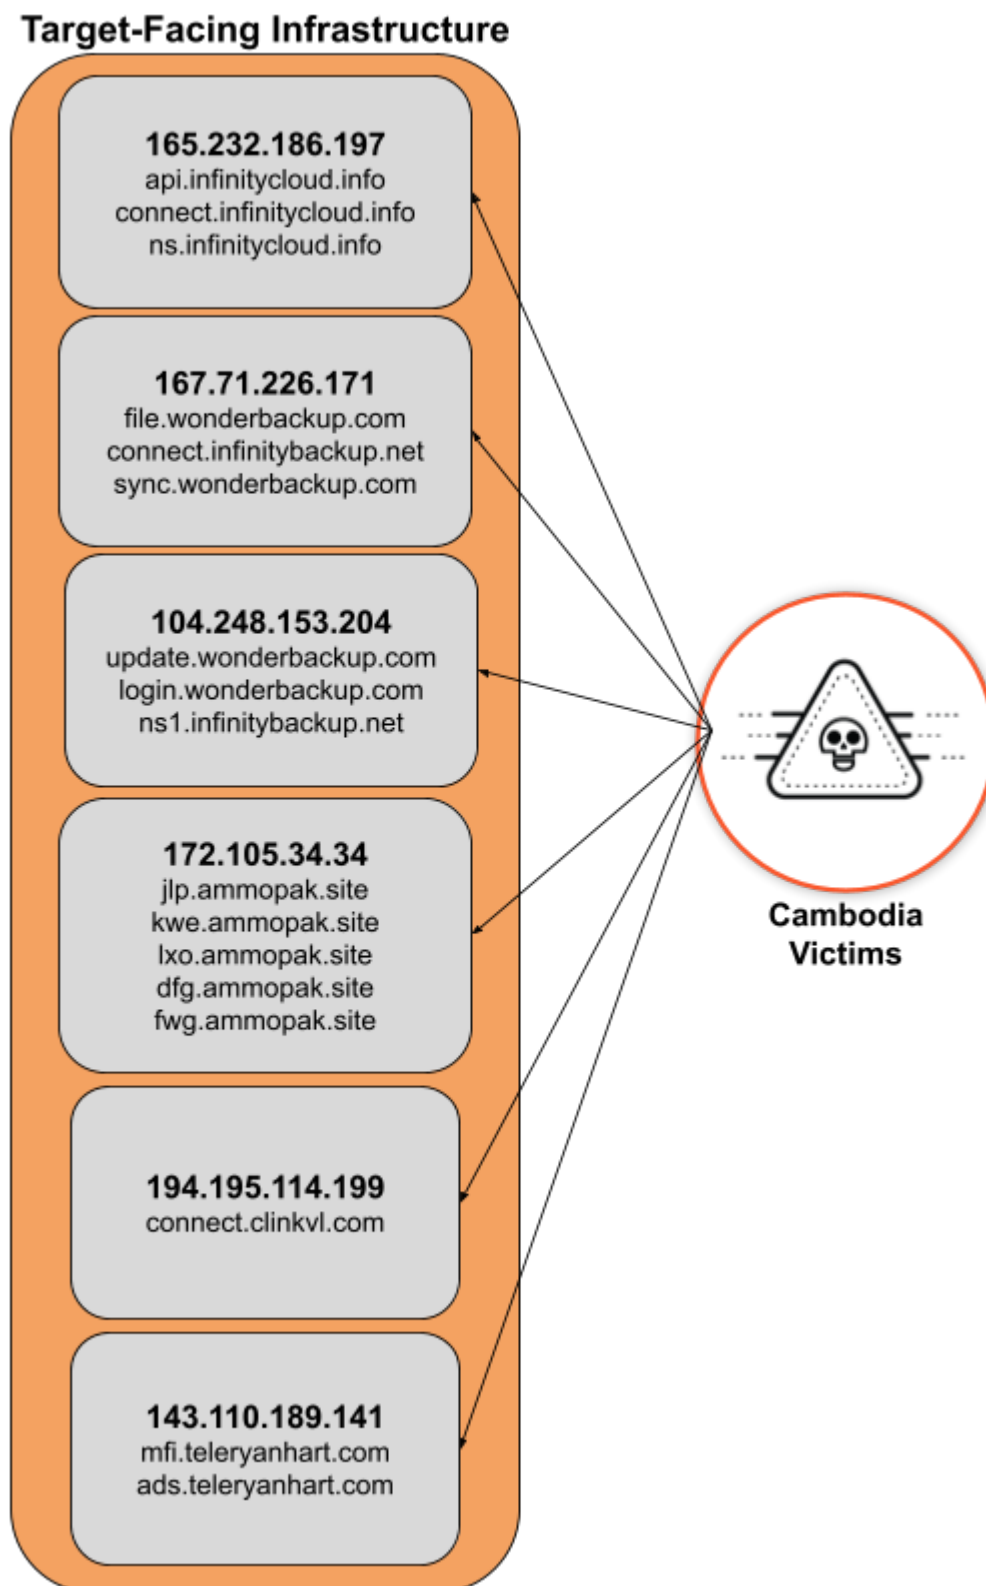 Target-Facing Infrastructure
165.232.186.197
api.infinitycloud.info
connect.infinitycloud.info
ns.infinitycloud.info
167.71.226.171
file.wonderbackup.com
connect.infinitybackup.net
sync.wonderbackup.com
104.248.153.204
update.wonderbackup.com
login.wonderbackup.com
ns1.infinitybackup.net
172.105.34.34
jlp.ammopak.site
kwe.ammopak.site
lxo.ammopak.site
dfg.ammopak.site
fwg.ammopak.site
194.195.114.199
connect.clinkvl.com
143.110.189.141
mfi.teleryanhart.com
ads.teleryanhart.com
Cambodia
Victims